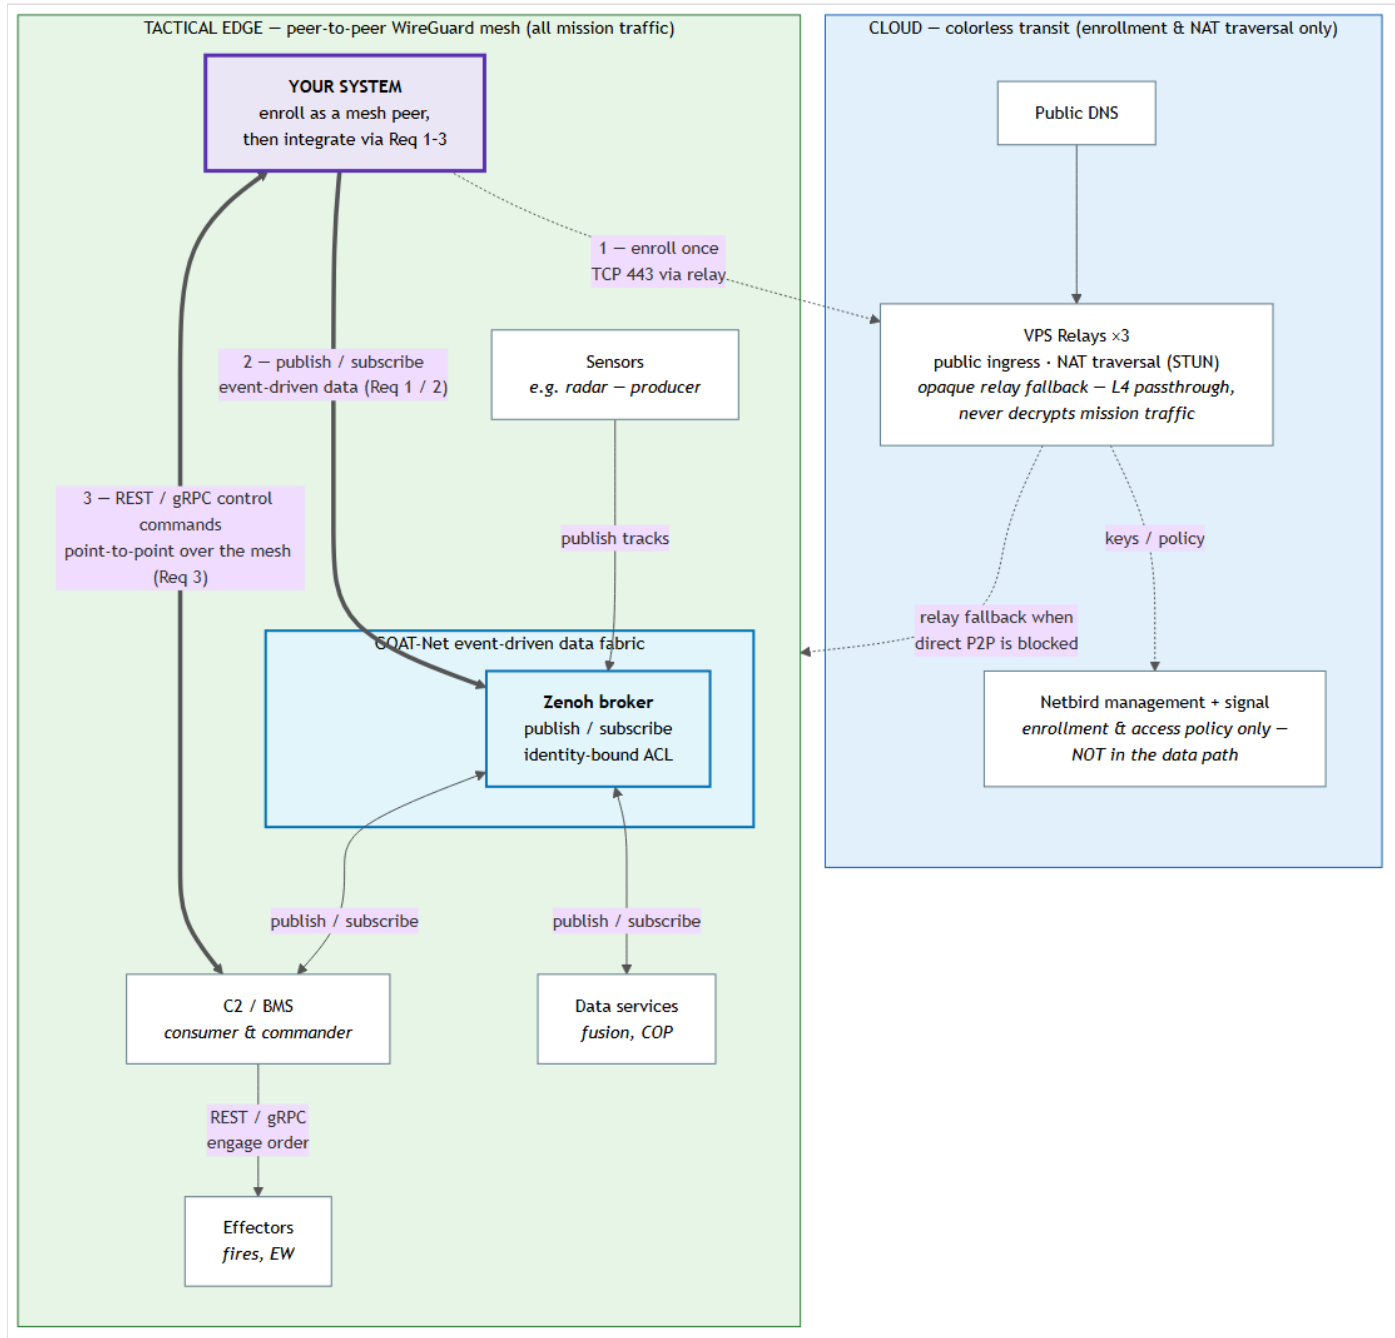 TACTICAL EDGE — peer-to-peer WireGuard mesh (all mission traffic)
CLOUD — colorless transit (enrollment & NAT traversal only)
YOUR SYSTEM
enroll as a mesh peer,
then integrate via Req 1-3
Public DNS
1 — enroll once
TCP 443 via relay
VPS Relays ×3
public ingress · NAT traversal (STUN)
opaque relay fallback — L4 passthrough,
never decrypts mission traffic
2 — publish / subscribe
event-driven data (Req 1 / 2)
Sensors
e.g. radar — producer
3 — REST / gRPC control
commands
point-to-point over the mesh
(Req 3)
publish tracks
keys / policy
relay fallback when
direct P2P is blocked
GOAT-Net event-driven data fabric
Zenoh broker
publish / subscribe
identity-bound ACL
Netbird management + signal
enrollment & access policy only —
NOT in the data path
publish / subscribe
publish / subscribe
C2 / BMS
consumer & commander
Data services
fusion, COP
REST / gRPC
engage order
Effectors
fires, EW